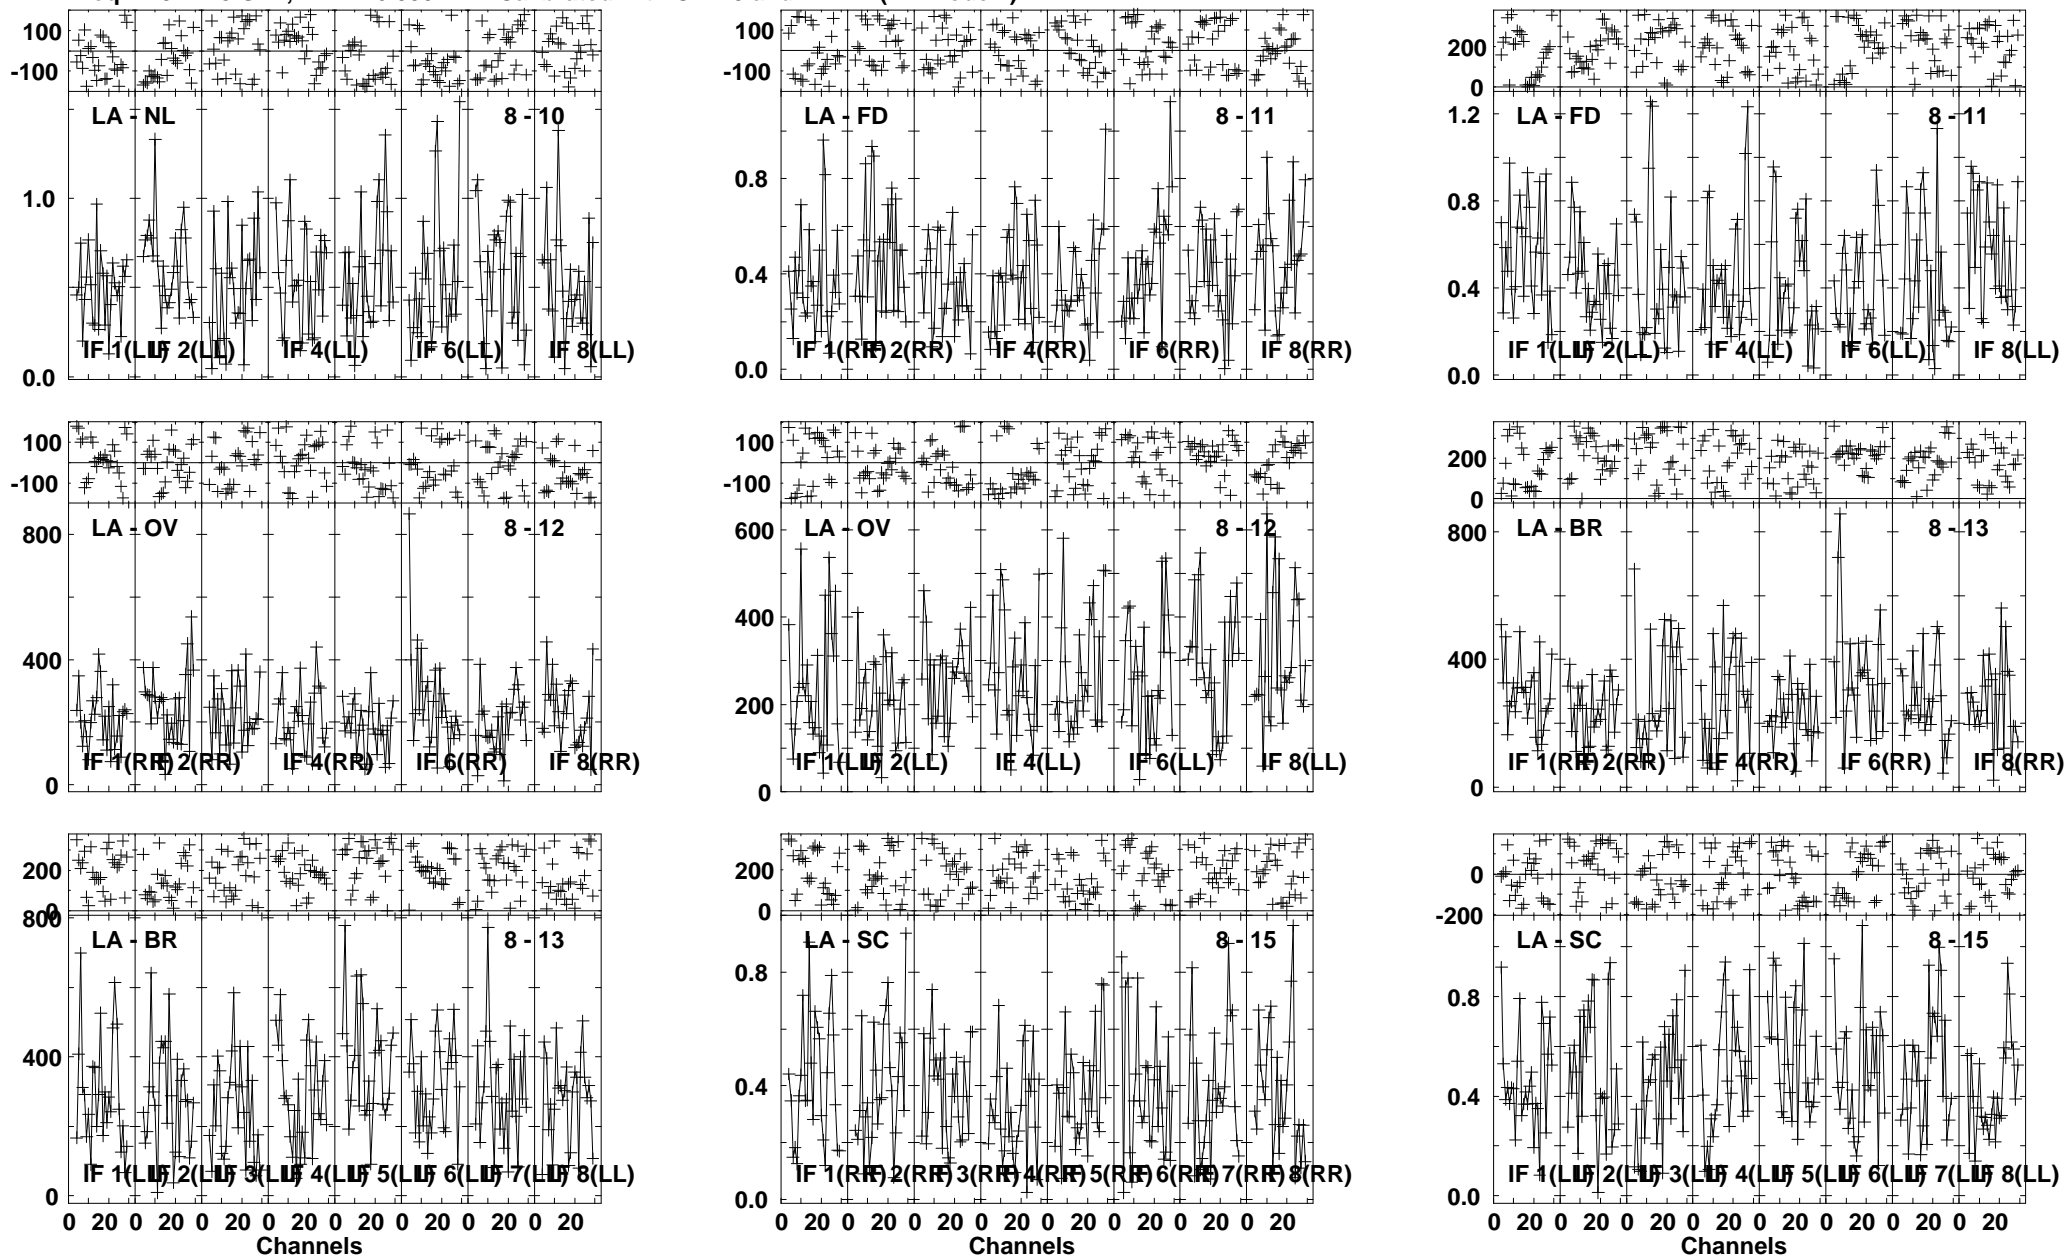 100 100 200
-100 -100 0
LA - NL 8 - 10 LA - FD 8 - 11 LA - FD 8 - 11
1.2
1.0 0.8 0.8
0.4 0.4
IF 1(LL) IF 2(LL) IF 4(LL) IF 6(LL) IF 8(LL) IF 1(RR) IF 2(RR) IF 4(RR) IF 6(RR) IF 8(RR) IF 1(LL) IF 2(LL) IF 4(LL) IF 6(LL) IF 8(LL)
0.0 0.0 0.0
100 100 200
-100 -100 0
LA - OV 8 - 12 LA - OV 8 - 12 LA - BR 8 - 13
800 600 800
400 400 400
200
IF 1(RR) IF 2(RR) IF 4(RR) IF 6(RR) IF 8(RR) IF 1(LL) IF 2(LL) IF 4(LL) IF 6(LL) IF 8(LL) IF 1(RR) IF 2(RR) IF 4(RR) IF 6(RR) IF 8(RR)
0 0 0
200 200 0
0 0 -200
800
LA - BR 8 - 13 LA - SC 8 - 15 LA - SC 8 - 15
0.8 0.8
400 0.4 0.4
IF 1(LL) IF 2(LL) IF 3(LL) IF 4(LL) IF 5(LL) IF 6(LL) IF 7(LL) IF 8(LL) IF 1(RR) IF 2(RR) IF 3(RR) IF 4(RR) IF 5(RR) IF 6(RR) IF 7(RR) IF 8(RR) IF 1(LL) IF 2(LL) IF 3(LL) IF 4(LL) IF 5(LL) IF 6(LL) IF 7(LL) IF 8(LL)
0 0.0 0.0
0 20 0 20 0 20 0 20 0 20 0 20 0 20 0 20 0 20 0 20 0 20 0 20 0 20 0 20 0 20 0 20 0 20 0 20 0 20 0 20 0 20 0 20 0 20 0 20
Channels Channels